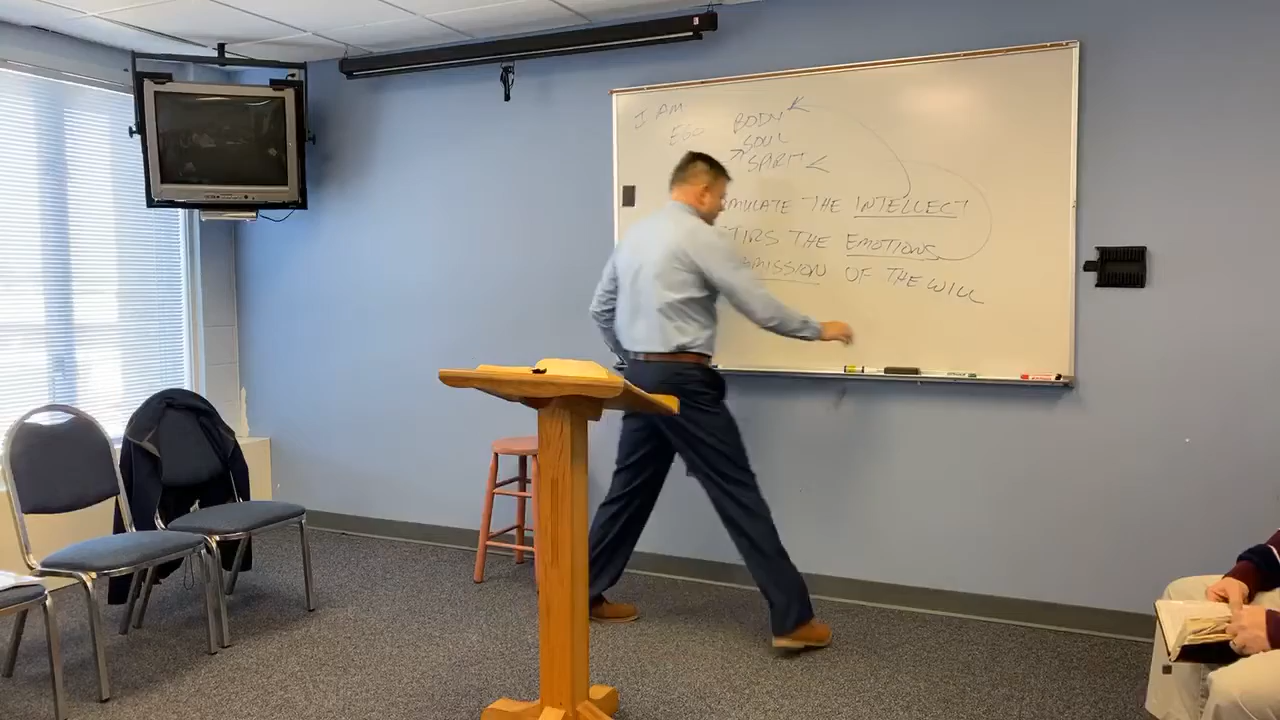 I AM
EGO
BODY
SOUL
SPIRIT
THE INTELLECT
THE EMOTIONS
OF THE WILL